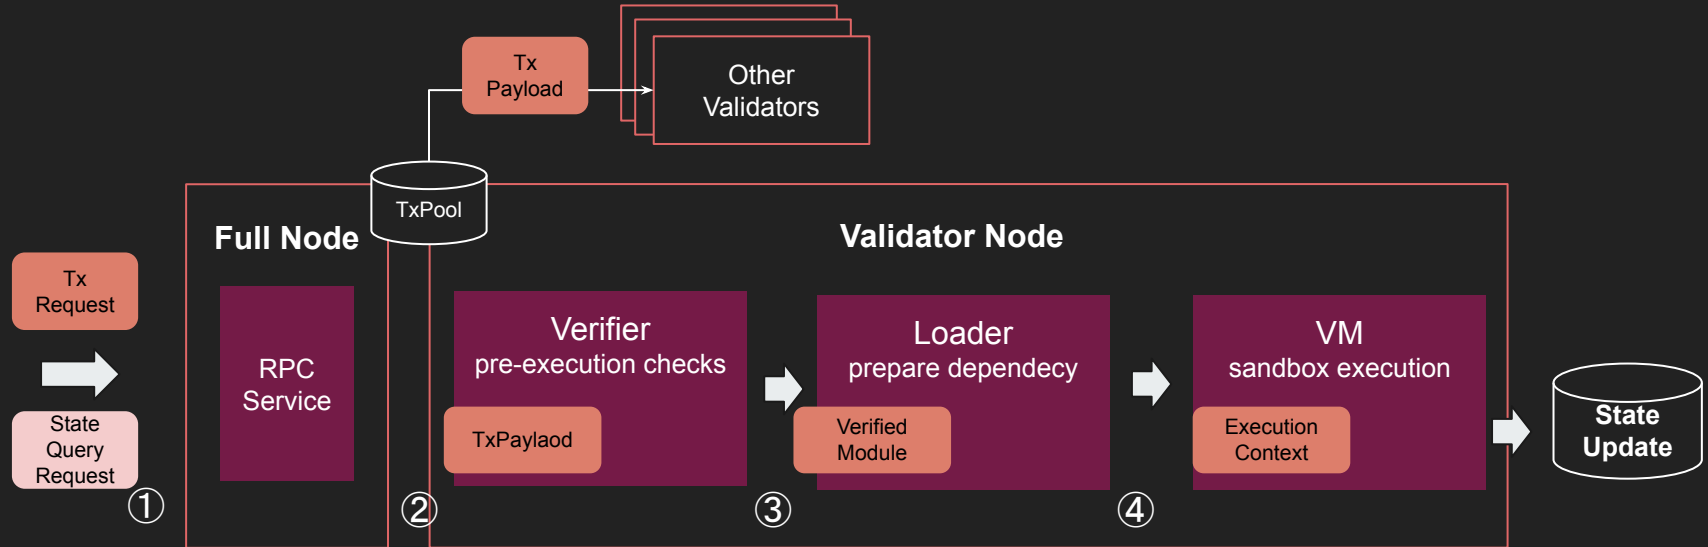 Tx
Payload
Other
Validators
TxPool
Full Node
Validator Node
Tx
Request
State
Query
Request
①
RPC
Service
②
Verifier
pre-execution checks
TxPaylaod
③
Loader
prepare dependecy
Verified
Module
④
VM
sandbox execution
Execution
Context
State
Update